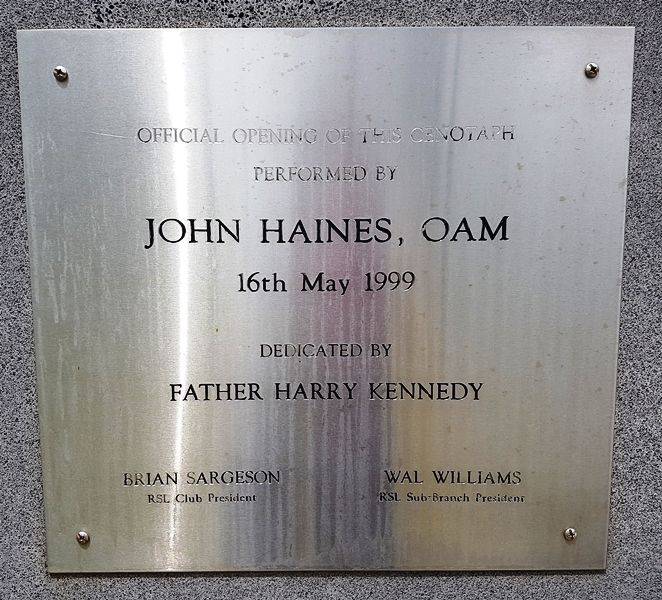 OFFICIAL OPENING OF THIS CENOTAPH
PERFORMED BY
JOHN HAINES, OAM
16th May 1999
DEDICATED BY
FATHER HARRY KENNEDY
BRIAN SARGESON
RSL Club President
WAL WILLIAMS
RSL Sub-Branch President